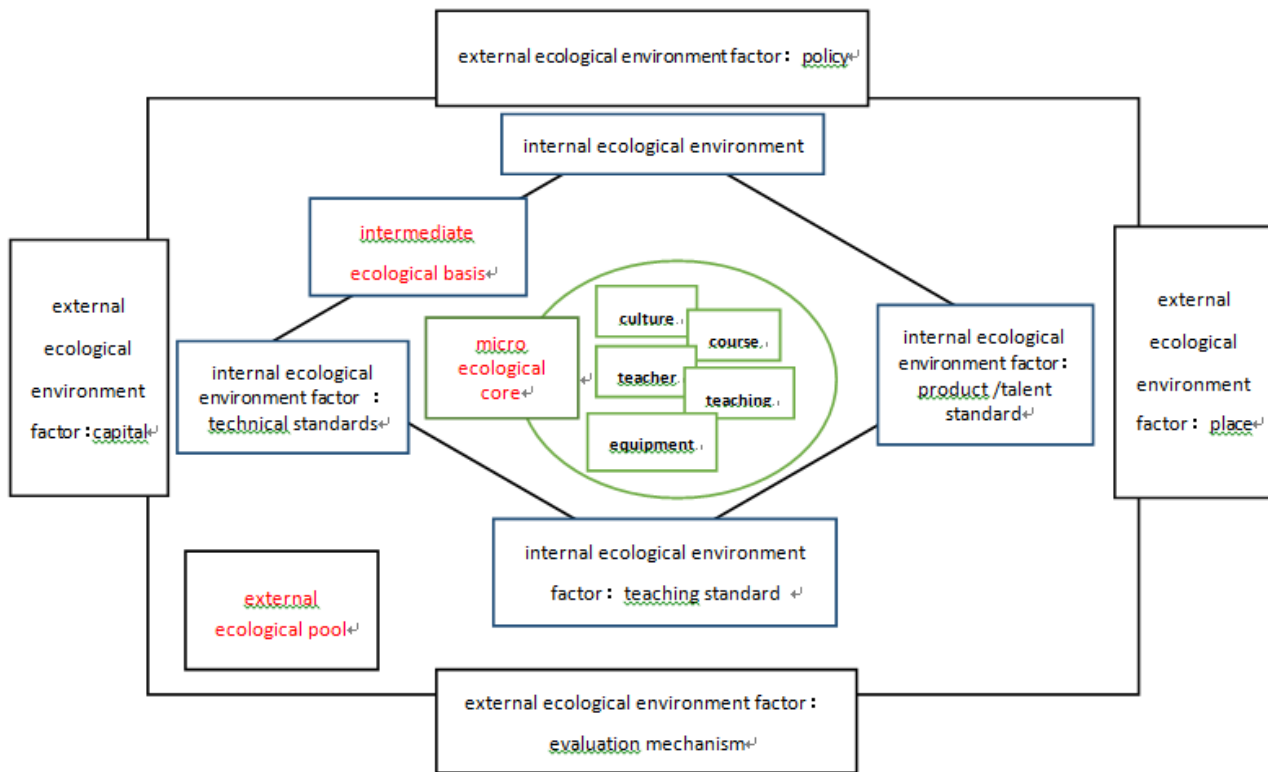 external ecological environment factor：policy
internal ecological environment
intermediate
ecological basis
external
ecological
environment
factor：capital
internal ecological
environment factor ：
technical standards
micro
ecological
core
culture
course
teacher
teaching
equipment
internal ecological
environment factor：
product /talent
standard
external
ecological
environment
factor：place
internal ecological environment
factor：teaching standard
external
ecological pool
external ecological environment factor：
evaluation mechanism